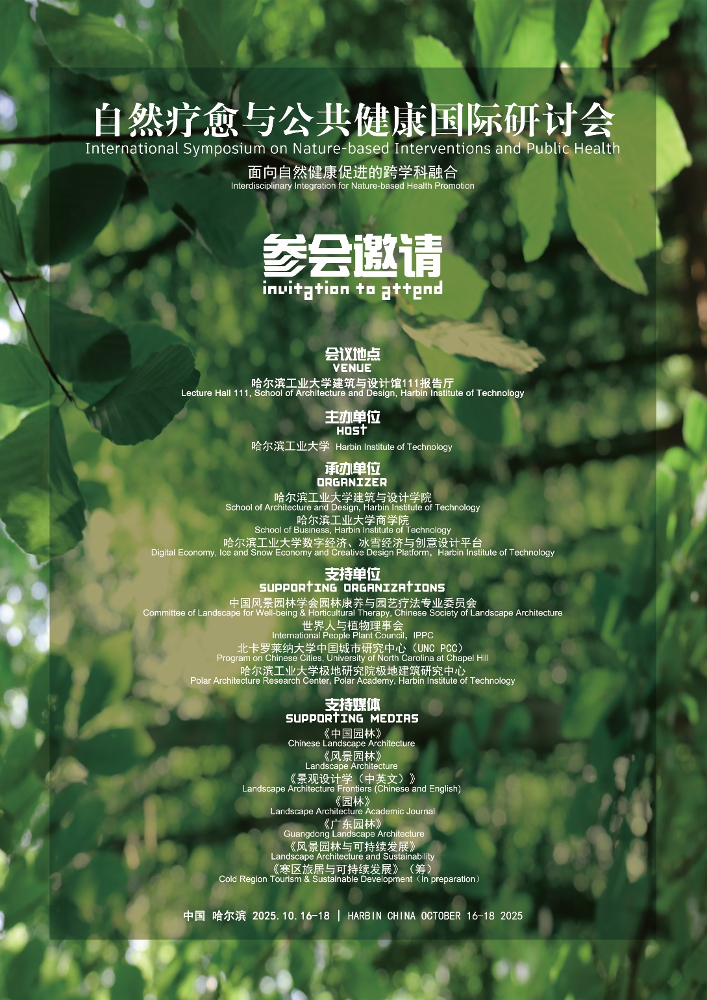 自然疗愈与公共健康国际研讨会
International Symposium on Nature-based Interventions and Public Health
面向自然健康促进的跨学科融合
Interdisciplinary Integration for Nature-based Health Promotion
参会邀请
invitation to attend
会议地点
VENUE
哈尔滨工业大学建筑与设计馆111报告厅
Lecture Hall 111, School of Architecture and Design, Harbin Institute of Technology
主办单位
HOST
哈尔滨工业大学 Harbin Institute of Technology
承办单位
ORGANIZER
哈尔滨工业大学建筑与设计学院
School of Architecture and Design, Harbin Institute of Technology
哈尔滨工业大学商学院
School of Business, Harbin Institute of Technology
哈尔滨工业大学数字经济、冰雪经济与创意设计平台
Digital Economy, Ice and Snow Economy and Creative Design Platform，Harbin Institute of Technology
支持单位
SUPPORTING ORGANIZATIONS
中国风景园林学会园林康养与园艺疗法专业委员会
Committee of Landscape for Well-being & Horticultural Therapy, Chinese Society of Landscape Architecture
世界人与植物理事会
International People Plant Council，IPPC
北卡罗莱纳大学中国城市研究中心（UNC PCC）
Program on Chinese Cities, University of North Carolina at Chapel Hill
哈尔滨工业大学极地研究院极地建筑研究中心
Polar Architecture Research Center, Polar Academy, Harbin Institute of Technology
支持媒体
SUPPORTING MEDIAS
《中国园林》
Chinese Landscape Architecture
《风景园林》
Landscape Architecture
《景观设计学（中英文）》
Landscape Architecture Frontiers (Chinese and English)
《园林》
Landscape Architecture Academic Journal
《广东园林》
Guangdong Landscape Architecture
《风景园林与可持续发展》
Landscape Architecture and Sustainability
《寒区旅居与可持续发展》（筹）
Cold Region Tourism & Sustainable Development（In preparation）
中国 哈尔滨 2025.10.16-18 | HARBIN CHINA OCTOBER 16-18 2025